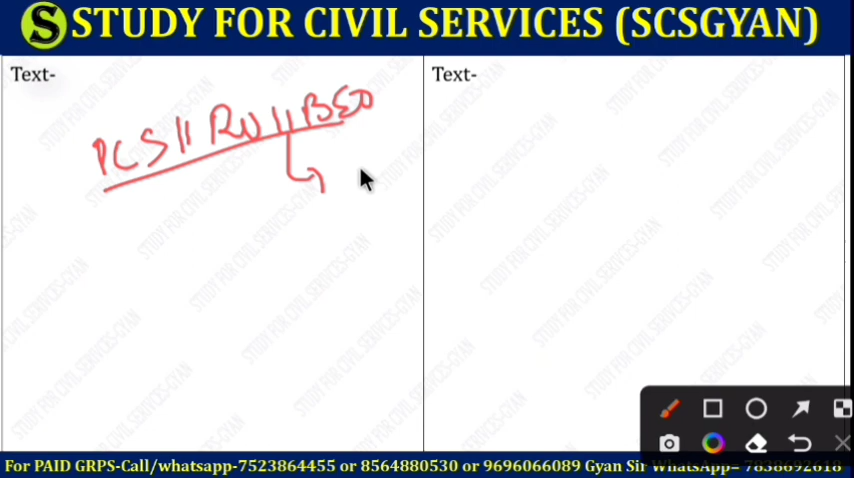 S STUDY FOR CIVIL SERVICES (SCSGYAN)
Text-
Text-
PCS || RO || BEO
For PAID GRPS-Call/whatsapp-7523864455 or 8564880530 or 9696066089 Gyan Sir WhatsApp= 7838692618